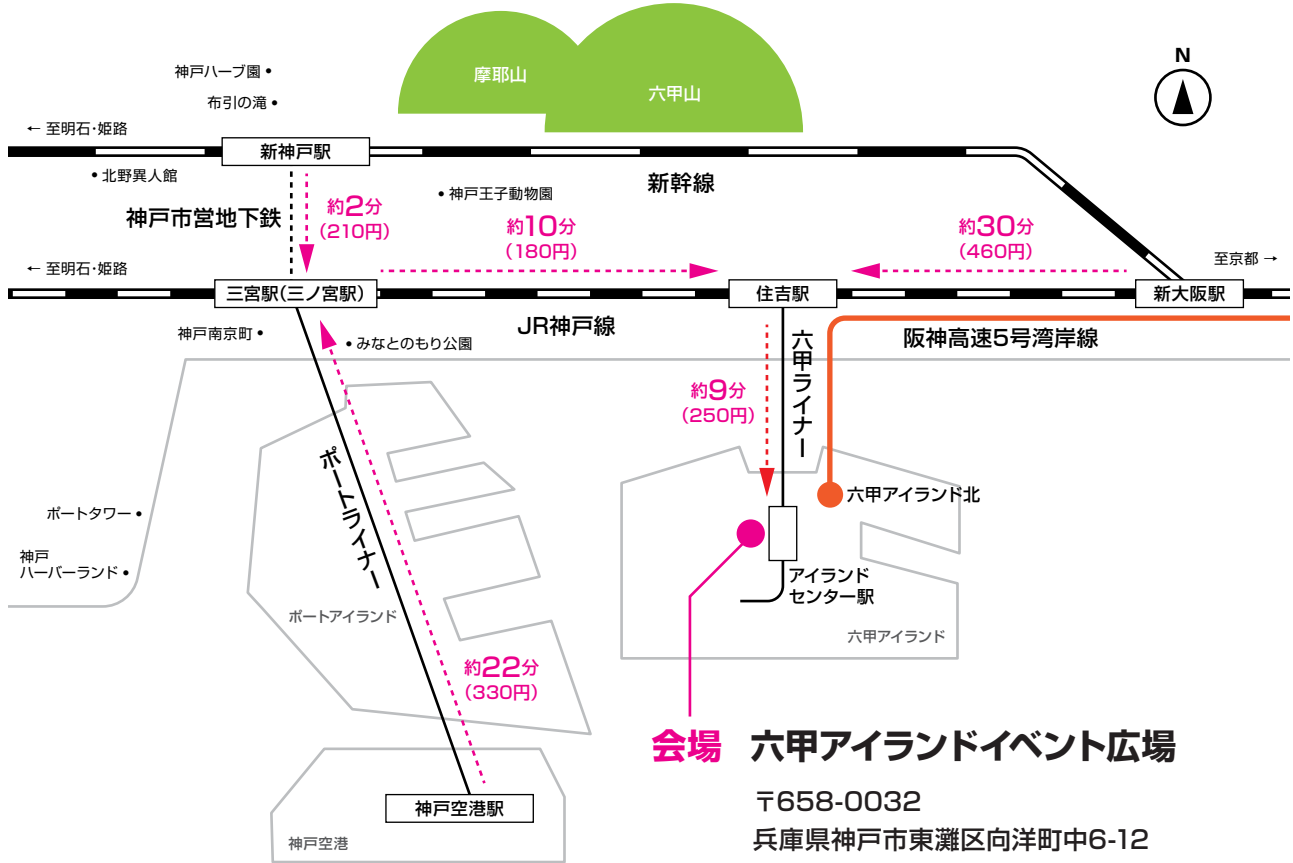 摩耶山
六甲山
N
神戸ハーブ園
布引の滝
← 至明石・姫路
新神戸駅
新幹線
北野異人館
神戸市営地下鉄
約2分
(210円)
神戸王子動物園
約10分
(180円)
約30分
(460円)
至京都 →
← 至明石・姫路
三宮駅(三ノ宮駅)
住吉駅
新大阪駅
JR神戸線
阪神高速5号湾岸線
神戸南京町
みなとのもり公園
六甲ライナー
約9分
(250円)
ポートライナー
六甲アイランド北
ポートタワー
神戸
ハーバーランド
アイランド
センター駅
ポートアイランド
六甲アイランド
約22分
(330円)
会場 六甲アイランドイベント広場
〒658-0032
兵庫県神戸市東灘区向洋町中6-12
神戸空港駅
神戸空港